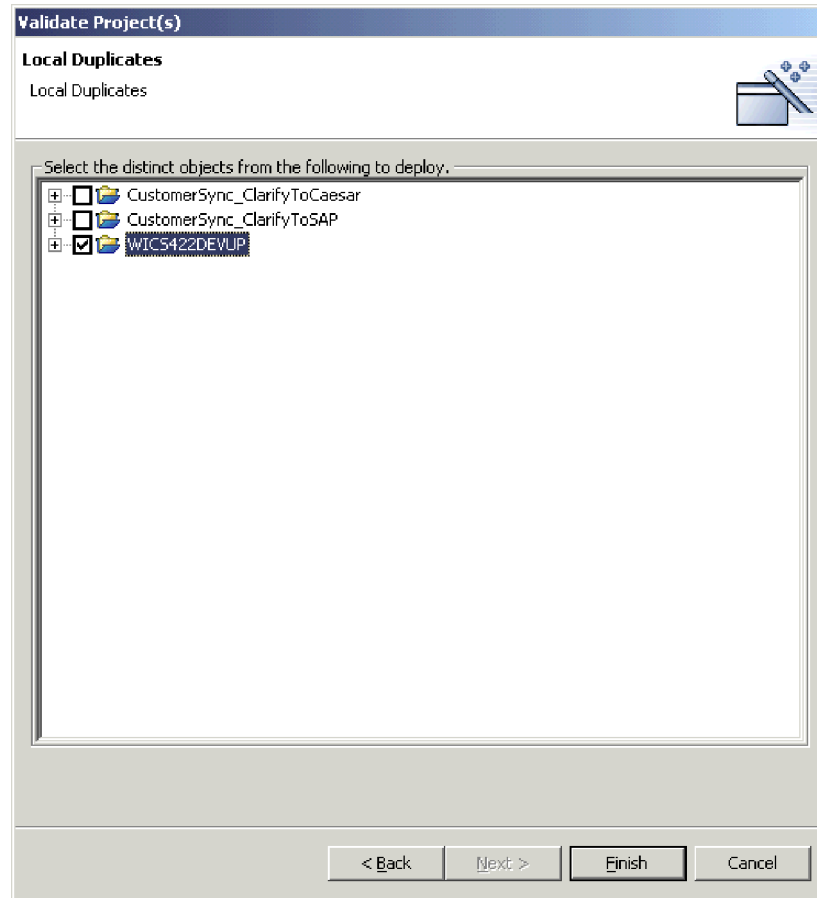 Validate Project(s)
Local Duplicates
Local Duplicates
Select the distinct objects from the following to deploy.
CustomerSync_ClarifyToCaesar
CustomerSync_ClarifyToSAP
WICS422DEVUP
< Back Next > Finish Cancel